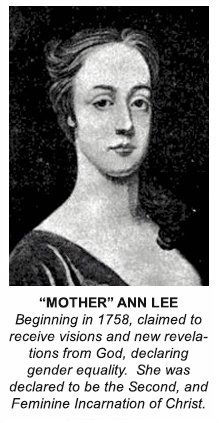 “MOTHER” ANN LEE
Beginning in 1758, claimed to
receive visions and new revela-
tions from God, declaring
gender equality.  She was
declared to be the Second, and
Feminine Incarnation of Christ.